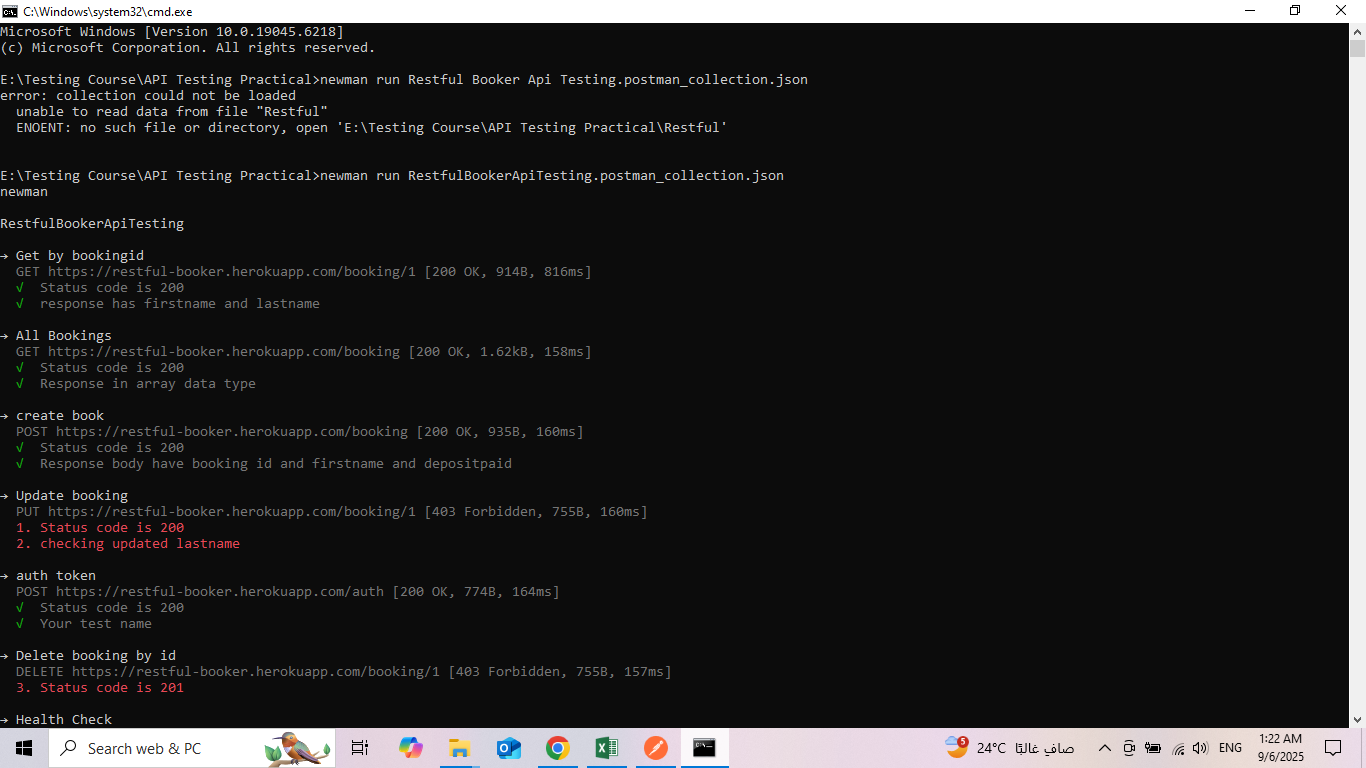 C:\Windows\system32\cmd.exe
Microsoft Windows [Version 10.0.19045.6218]
(c) Microsoft Corporation. All rights reserved.
E:\Testing Course\API Testing Practical>newman run Restful Booker Api Testing.postman_collection.json
error: collection could not be loaded
  unable to read data from file "Restful"
  ENOENT: no such file or directory, open 'E:\Testing Course\API Testing Practical\Restful'
E:\Testing Course\API Testing Practical>newman run RestfulBookerApiTesting.postman_collection.json
newman
RestfulBookerApiTesting
→ Get by bookingid
  GET https://restful-booker.herokuapp.com/booking/1 [200 OK, 914B, 816ms]
  √  Status code is 200
  √  response has firstname and lastname
→ All Bookings
  GET https://restful-booker.herokuapp.com/booking [200 OK, 1.62kB, 158ms]
  √  Status code is 200
  √  Response in array data type
→ create book
  POST https://restful-booker.herokuapp.com/booking [200 OK, 935B, 160ms]
  √  Status code is 200
  √  Response body have booking id and firstname and depositpaid
→ Update booking
  PUT https://restful-booker.herokuapp.com/booking/1 [403 Forbidden, 755B, 160ms]
  1. Status code is 200
  2. checking updated lastname
→ auth token
  POST https://restful-booker.herokuapp.com/auth [200 OK, 774B, 164ms]
  √  Status code is 200
  √  Your test name
→ Delete booking by id
  DELETE https://restful-booker.herokuapp.com/booking/1 [403 Forbidden, 755B, 157ms]
  3. Status code is 201
→ Health Check
Search web & PC
5
24°C صافٍ غالبًا
ENG
1:22 AM
9/6/2025